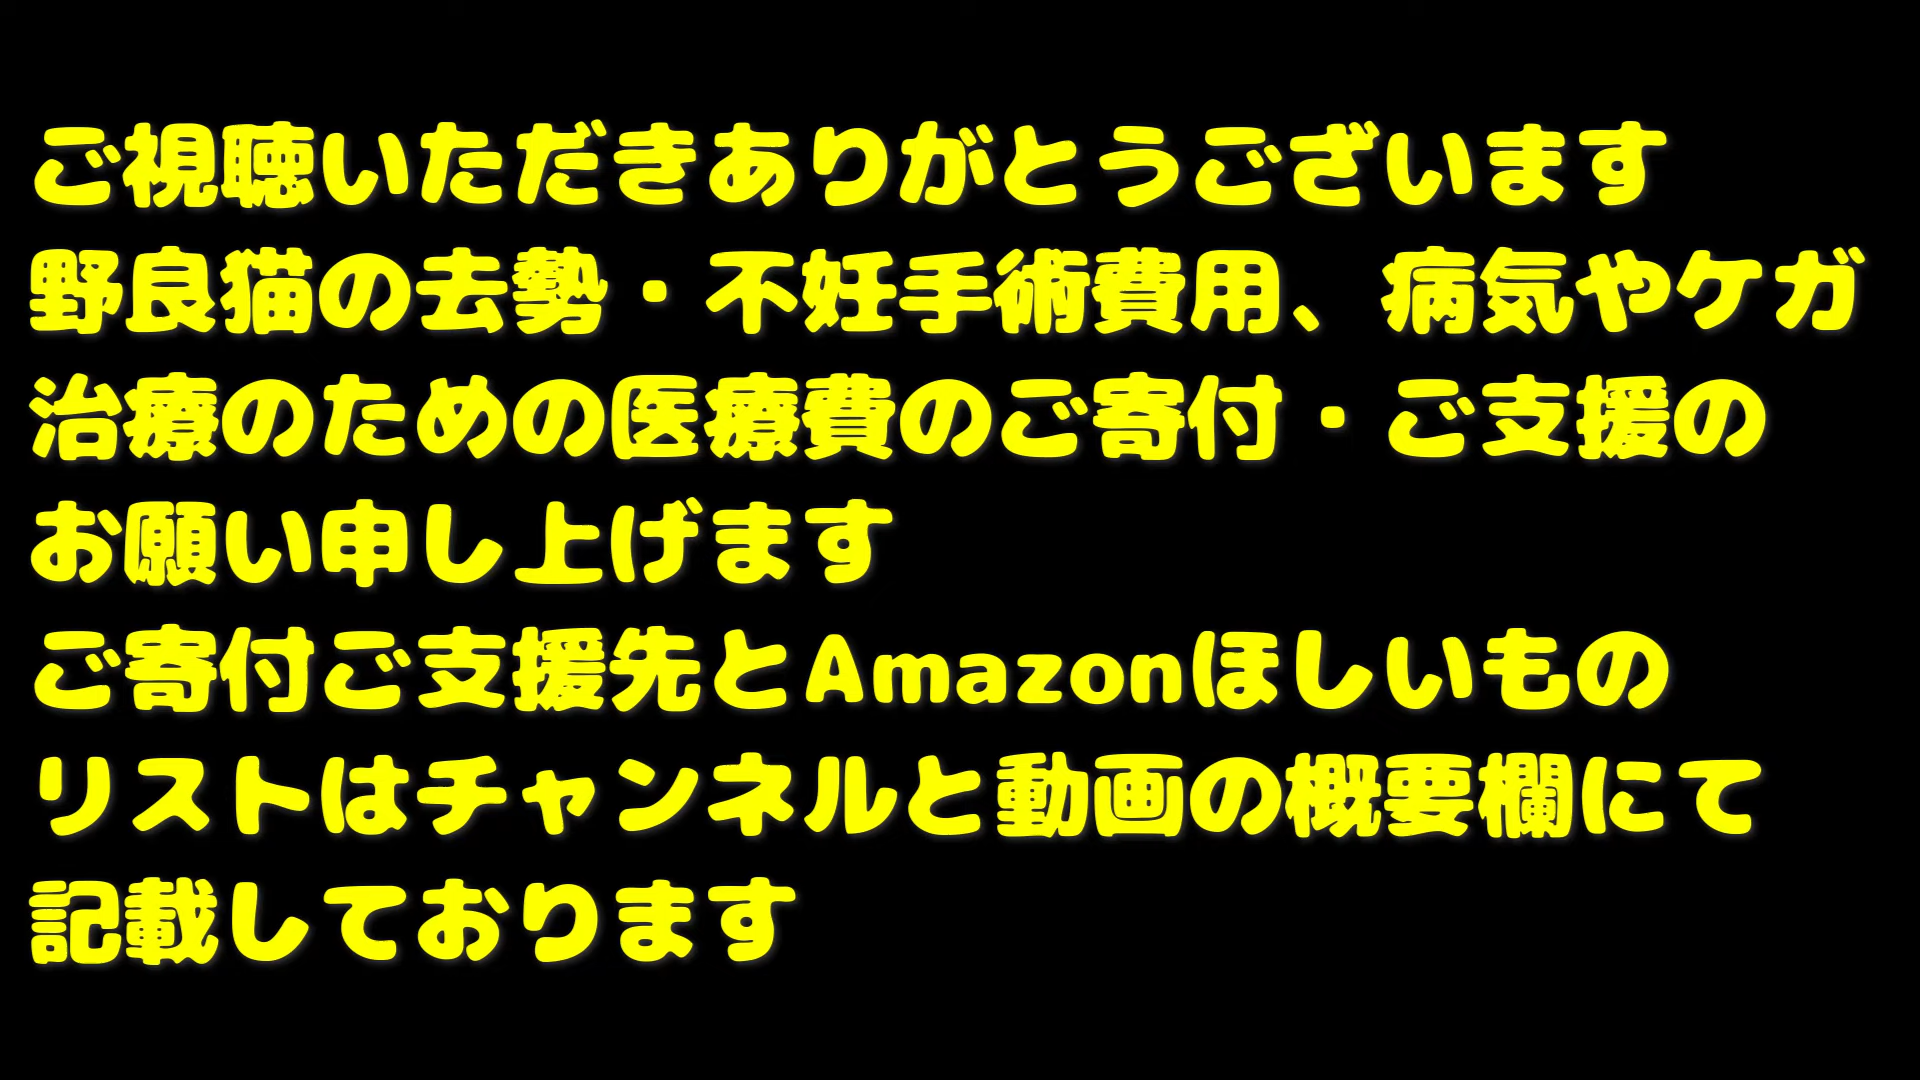 ご視聴いただきありがとうございます
野良猫の去勢・不妊手術費用、病気やケガ
治療のための医療費のご寄付・ご支援の
お願い申し上げます
ご寄付ご支援先とAmazonほしいもの
リストはチャンネルと動画の概要欄にて
記載しております